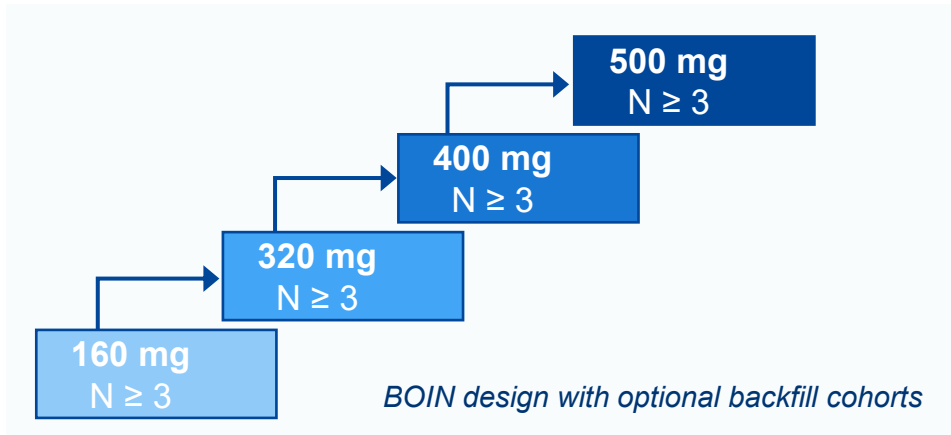 500 mg
N ≥ 3
400 mg
N ≥ 3
320 mg
N ≥ 3
160 mg
N ≥ 3
BOIN design with optional backfill cohorts